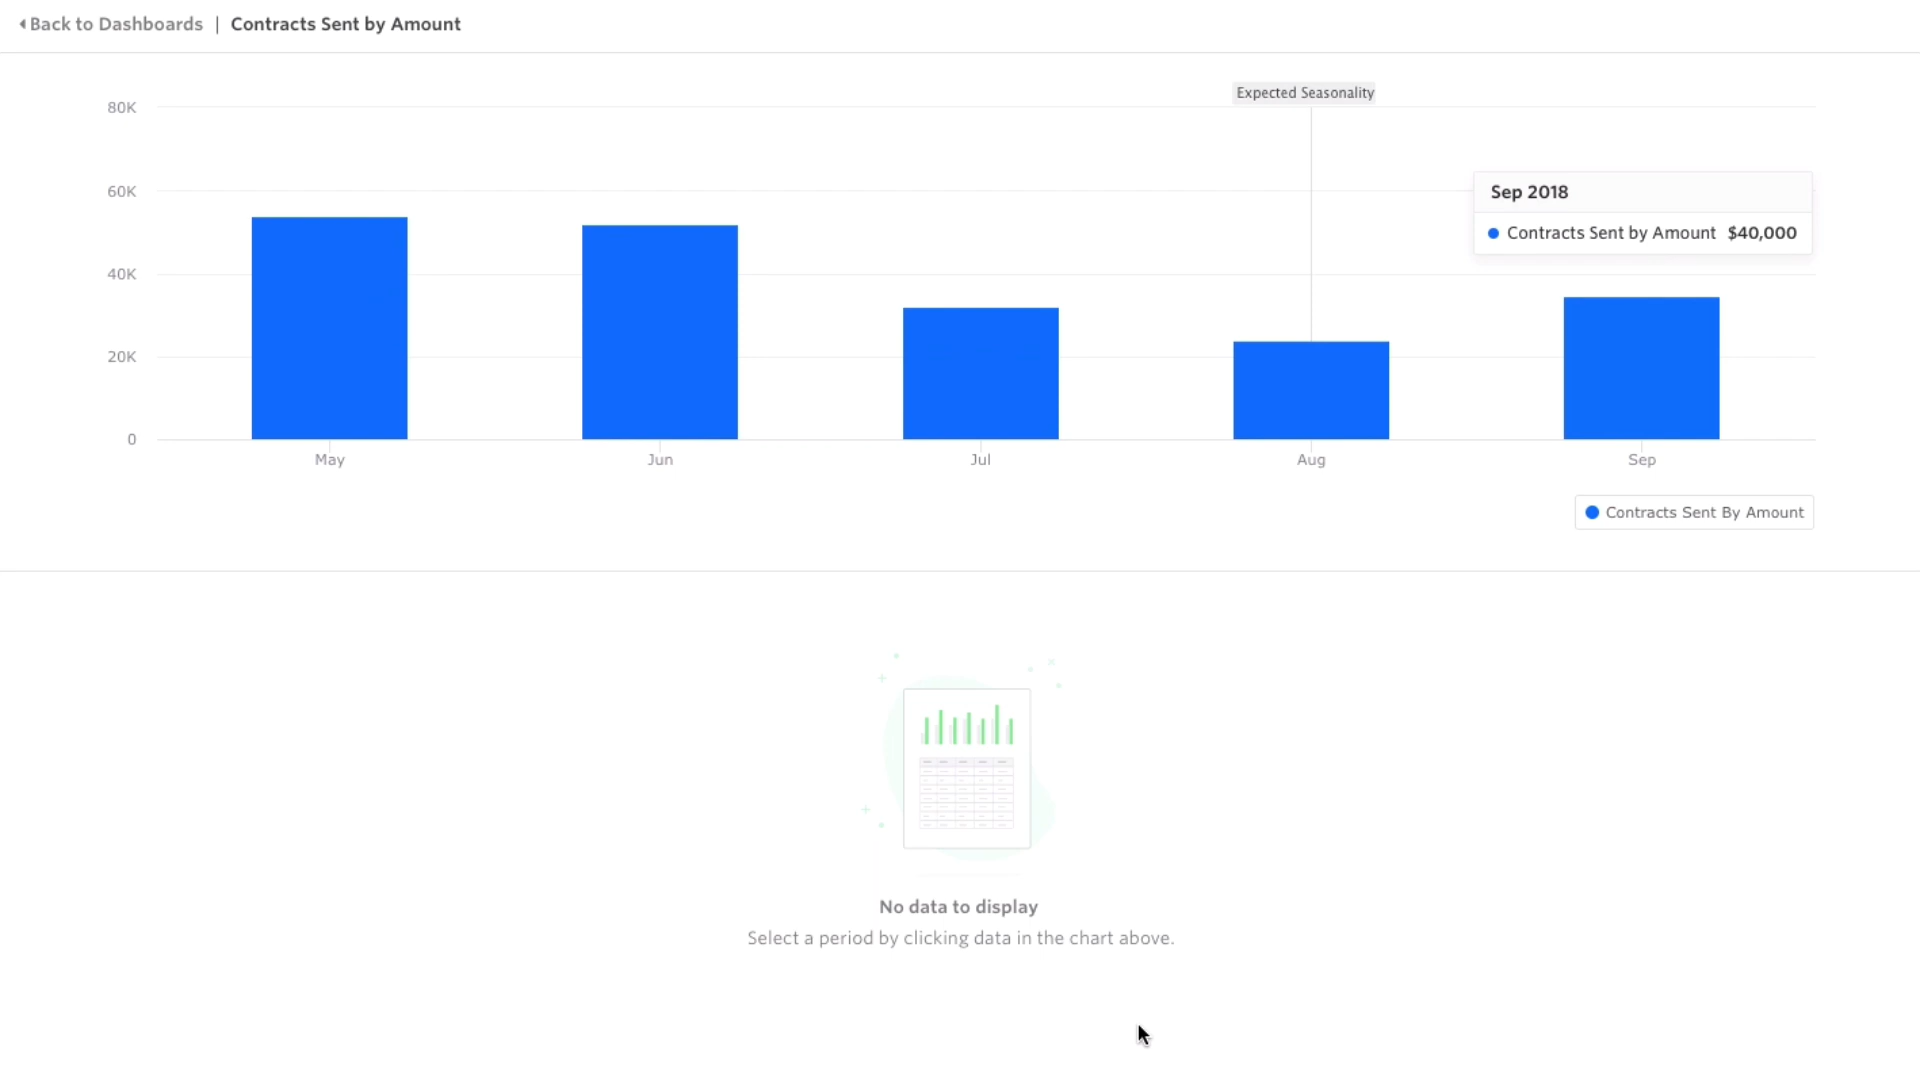 Back to Dashboards | Contracts Sent by Amount
Expected Seasonality
80K
60K
40K
20K
0
Sep 2018
Contracts Sent by Amount $40,000
May Jun Jul Aug Sep
Contracts Sent By Amount
No data to display
Select a period by clicking data in the chart above.